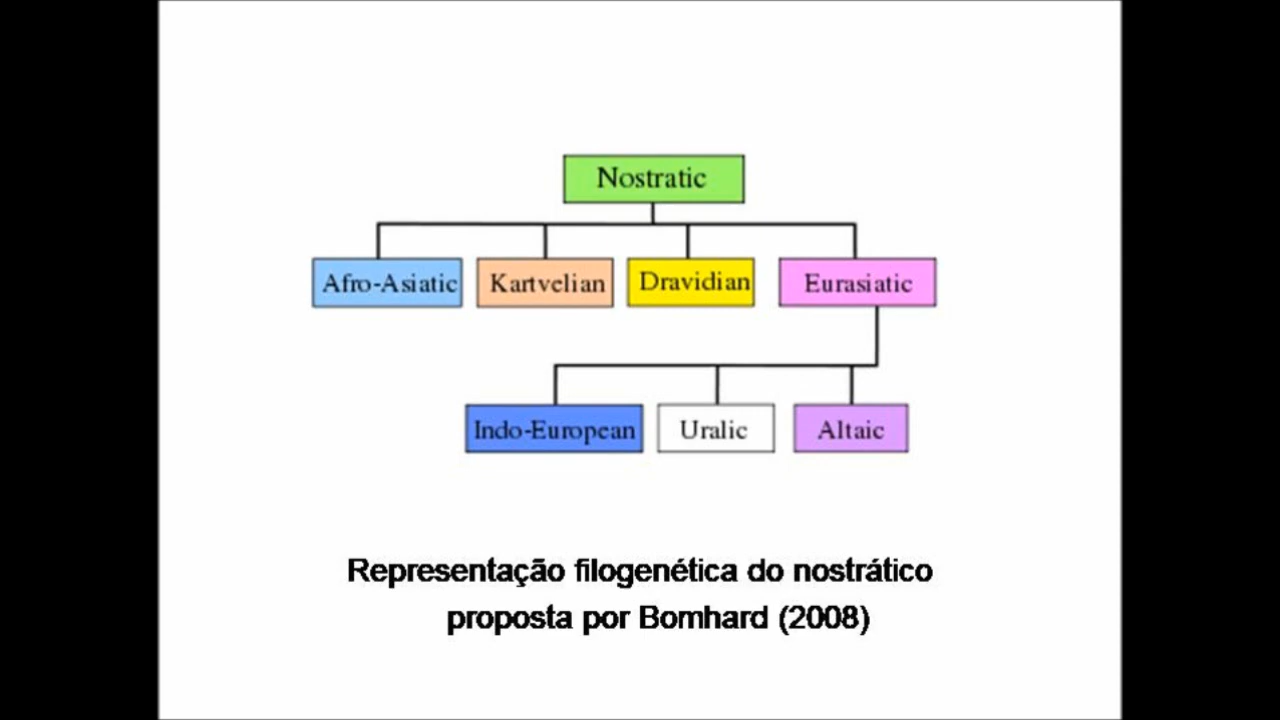 Nostratic
Afro-Asiatic Kartvelian Dravidian Eurasiatic
Indo-European Uralic Altaic
Representação filogenética do nostrático
proposta por Bomhard (2008)